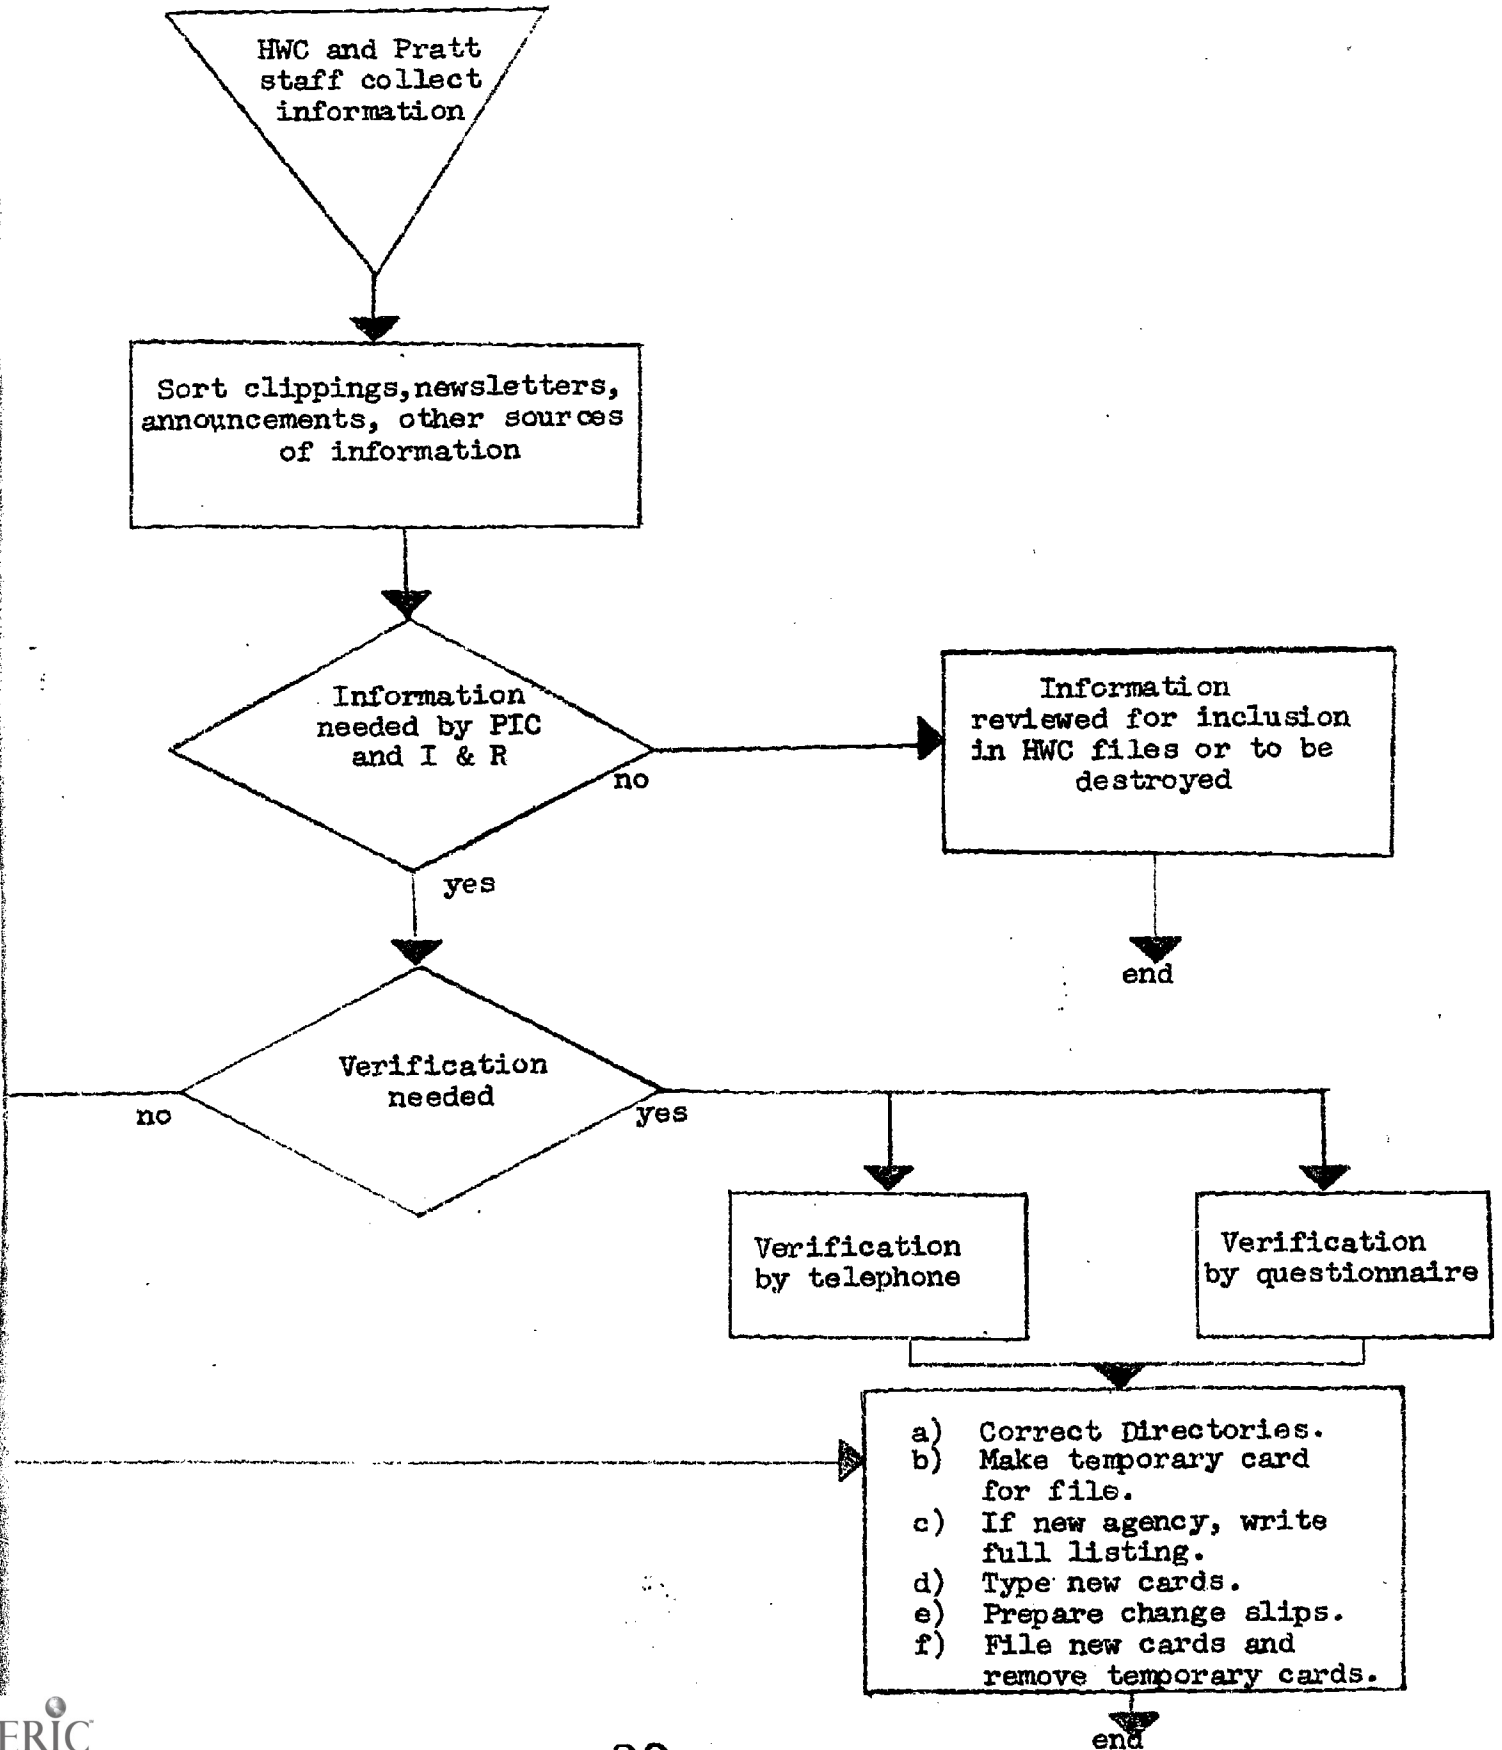 HWC and Pratt
staff collect
information
Sort clippings, newsletters,
announcements, other sources
of information
Information
needed by PIC
and I & R
no
yes
Information
reviewed for inclusion
in HWC files or to be
destroyed
end
Verification
needed
no
yes
Verification
by telephone
Verification
by questionnaire
a) Correct Directories.
b) Make temporary card
for file.
c) If new agency, write
full listing.
d) Type new cards.
e) Prepare change slips.
f) File new cards and
remove temporary cards.
end
ERIC